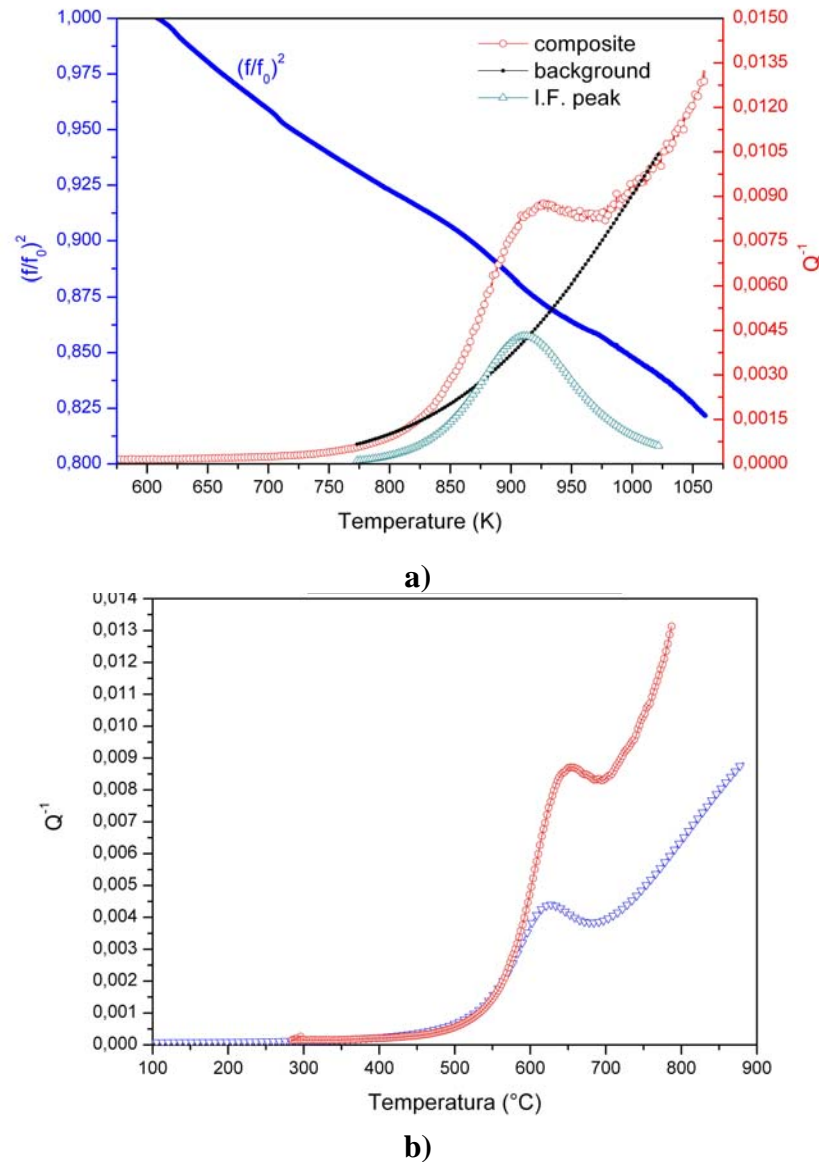 1,000
0,975
0,950
0,925
0,900
0,875
0,850
0,825
0,800
(f/f₀)²
(f/f₀)²
composite
background
I.F. peak
0,0150
0,0135
0,0120
0,0105
0,0090
0,0075
0,0060
0,0045
0,0030
0,0015
0,0000
Q⁻¹
600 650 700 750 800 850 900 950 1000 1050
Temperature (K)
a)
0,014
0,013
0,012
0,011
0,010
0,009
0,008
0,007
0,006
0,005
0,004
0,003
0,002
0,001
0,000
Q⁻¹
100 200 300 400 500 600 700 800 900
Temperatura (°C)
b)